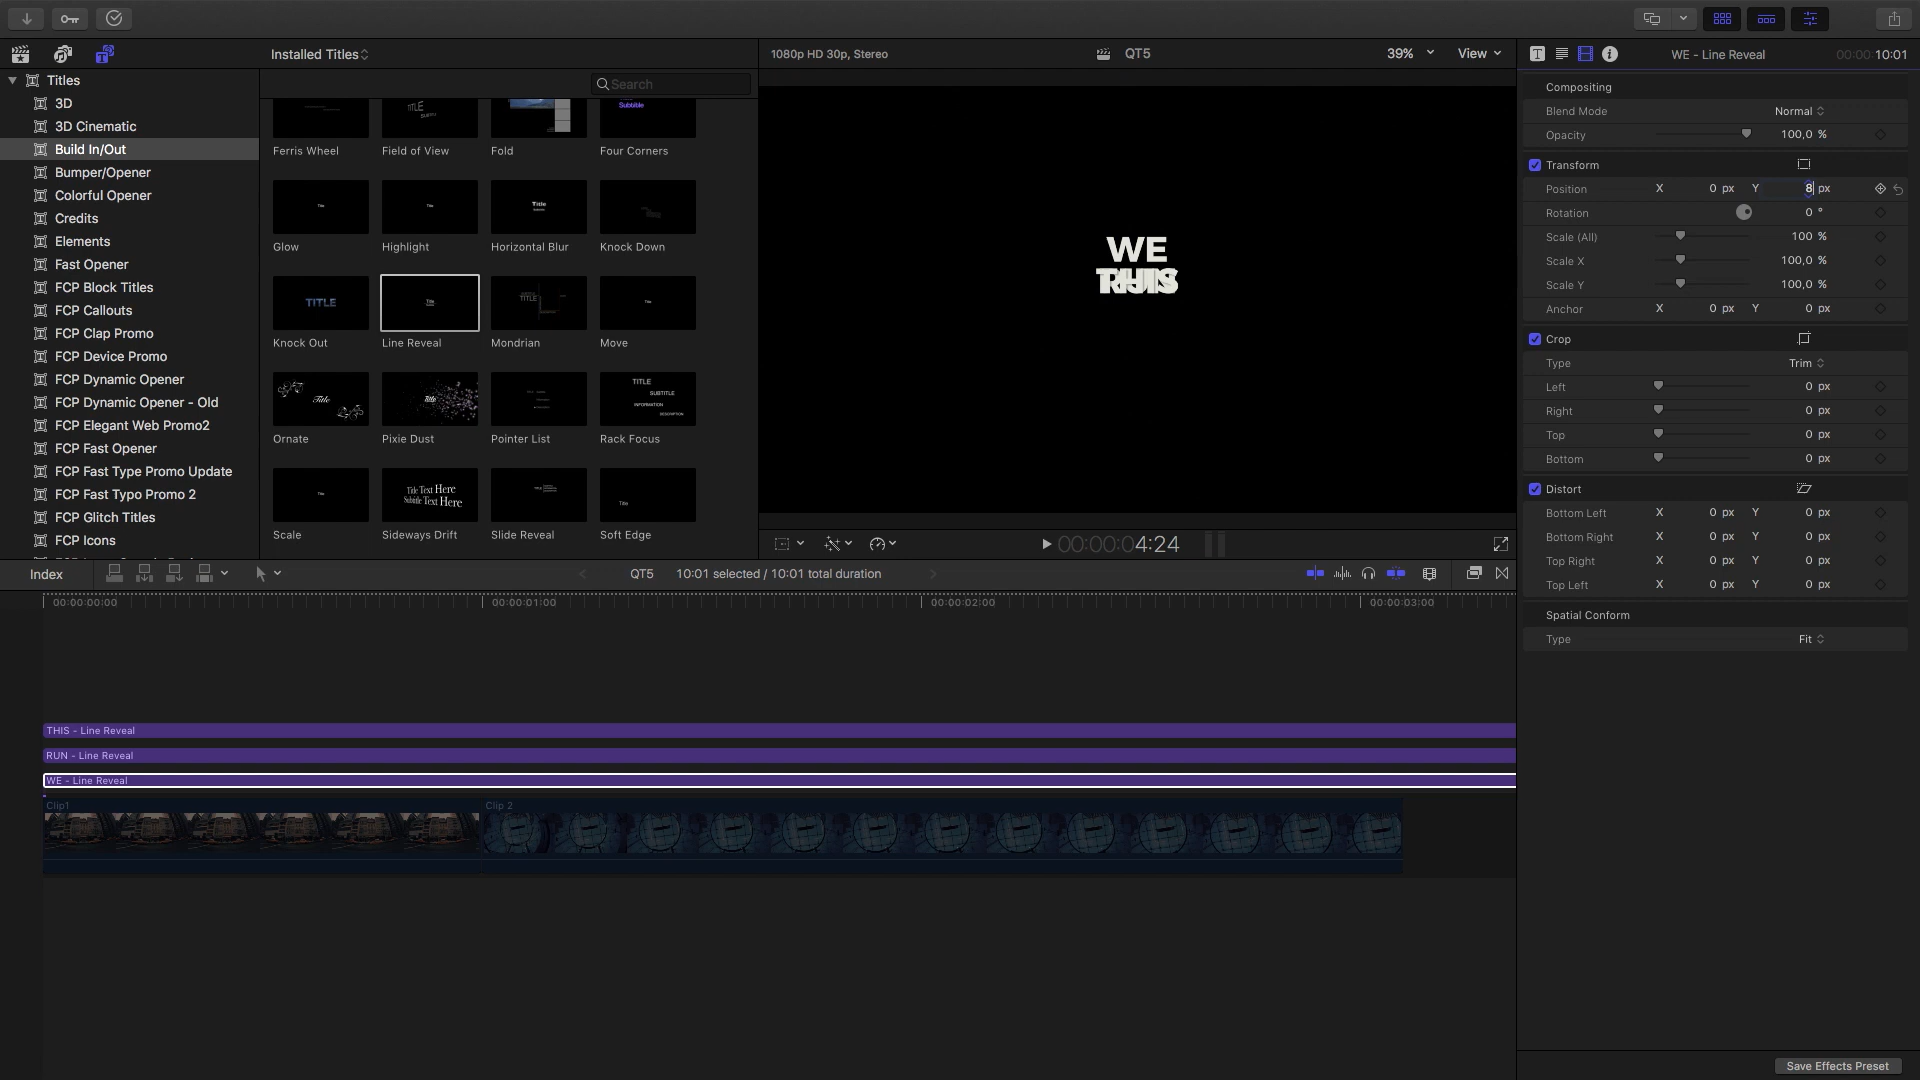 Installed Titles
1080p HD 30p, Stereo
QT5
39%
View
WE - Line Reveal
00:00:00:10:01
Titles
3D
3D Cinematic
Build In/Out
Bumper/Opener
Colorful Opener
Credits
Elements
Fast Opener
FCP Block Titles
FCP Callouts
FCP Clap Promo
FCP Device Promo
FCP Dynamic Opener
FCP Dynamic Opener - Old
FCP Elegant Web Promo2
FCP Fast Opener
FCP Fast Type Promo Update
FCP Fast Typo Promo 2
FCP Glitch Titles
FCP Icons
Search
Subtitle
Ferris Wheel
Field of View
Fold
Four Corners
Glow
Highlight
Horizontal Blur
Knock Down
TITLE
Knock Out
Line Reveal
Mondrian
Move
Title
Title
TITLE
SUBTITLE
INFORMATION
DESCRIPTION
Ornate
Pixie Dust
Pointer List
Rack Focus
Title Text Here
Subtitle Text Here
Scale
Sideways Drift
Slide Reveal
Soft Edge
WE
THIS
00:00:04:24
Compositing
Blend Mode Normal
Opacity 100,0 %
Transform
Position X 0 px Y 8 px
Rotation 0 °
Scale (All) 100 %
Scale X 100,0 %
Scale Y 100,0 %
Anchor X 0 px Y 0 px
Crop
Type Trim
Left 0 px
Right 0 px
Top 0 px
Bottom 0 px
Distort
Bottom Left X 0 px Y 0 px
Bottom Right X 0 px Y 0 px
Top Right X 0 px Y 0 px
Top Left X 0 px Y 0 px
Spatial Conform
Type Fit
Index
QT5
10:01 selected / 10:01 total duration
00:00:00:00
00:00:01:00
00:00:02:00
00:00:03:00
THIS - Line Reveal
RUN - Line Reveal
WE - Line Reveal
Clip1
Clip 2
Save Effects Preset